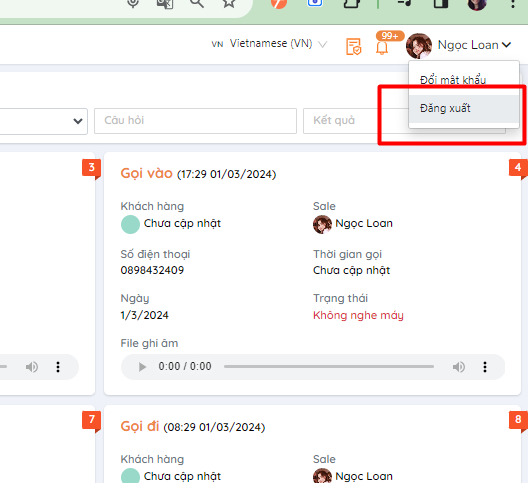 VN Vietnamese (VN)
99+
Ngọc Loan
Đổi mật khẩu
Đăng xuất
Câu hỏi
Kết quả
3
Gọi vào (17:29 01/03/2024)
4
Khách hàng
Sale
Chưa cập nhật
Ngọc Loan
Số điện thoại
Thời gian gọi
0898432409
Chưa cập nhật
Ngày
Trạng thái
1/3/2024
Không nghe máy
File ghi âm
0:00 / 0:00
7
Gọi đi (08:29 01/03/2024)
8
Khách hàng
Sale
Chưa cập nhật
Ngọc Loan